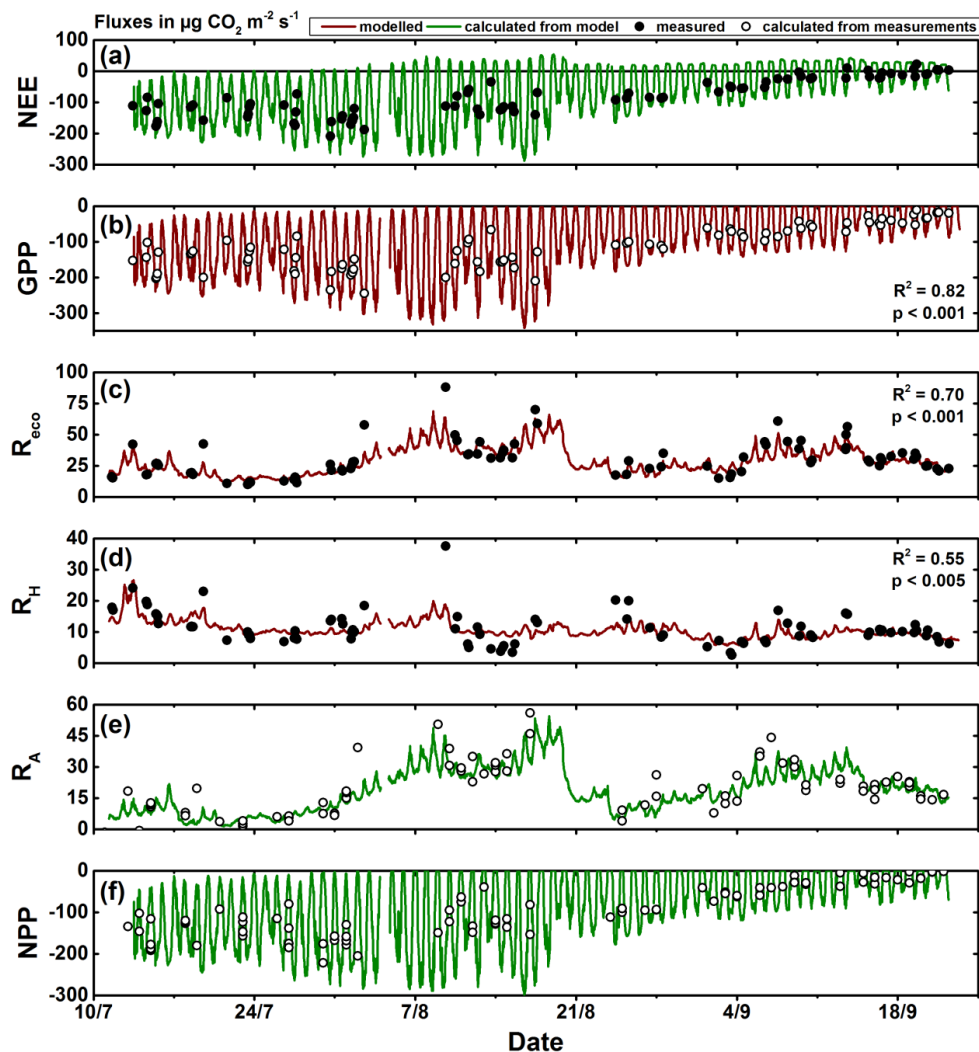 Fluxes in µg CO2 m-2 s-1
modelled calculated from model measured calculated from measurements
(a)
NEE
100
0
-100
-200
-300
(b)
GPP
0
-100
-200
-300
R2 = 0.82
p < 0.001
(c)
Reco
100
75
50
25
0
R2 = 0.70
p < 0.001
(d)
RH
40
30
20
10
0
R2 = 0.55
p < 0.005
(e)
RA
60
45
30
15
0
(f)
NPP
0
-100
-200
-300
10/7 24/7 7/8 21/8 4/9 18/9
Date